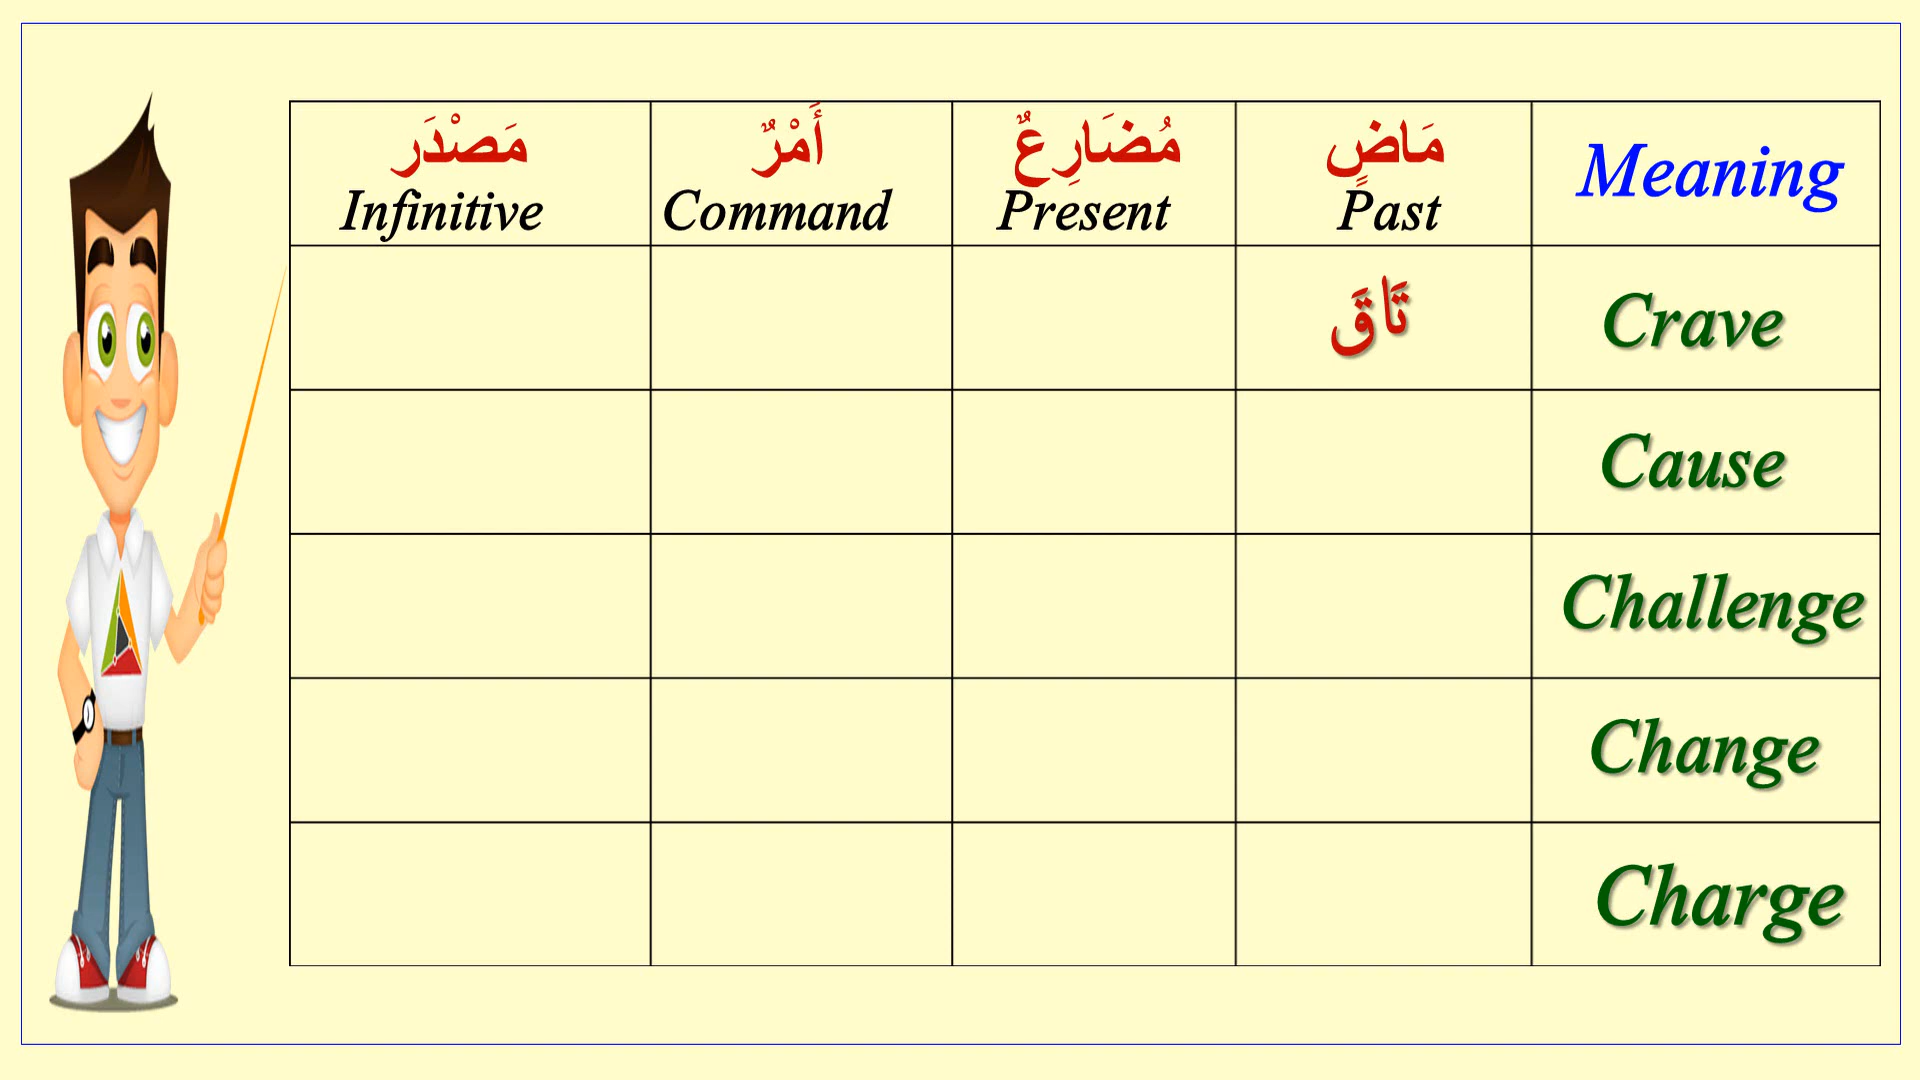 مَصْدَر أَمْرٌ مُضَارِعٌ مَاضٍ Meaning
Infinitive Command Present Past
تَاقَ Crave
Cause
Challenge
Change
Charge